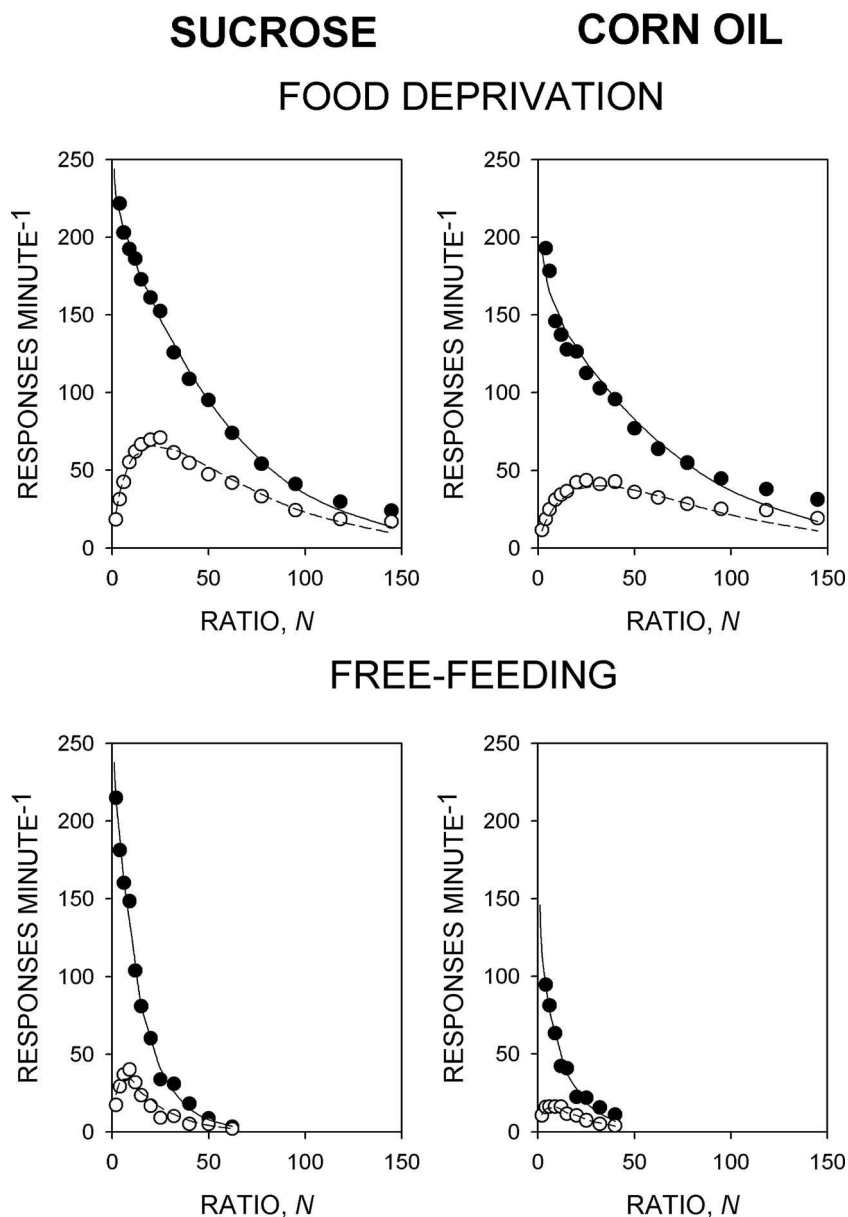 SUCROSE CORN OIL
FOOD DEPRIVATION
250 250
200 200
150 150
100 100
50 50
0 0
RESPONSES MINUTE-1 RESPONSES MINUTE-1
0 50 100 150 0 50 100 150
RATIO, N RATIO, N
FREE-FEEDING
250 250
200 200
150 150
100 100
50 50
0 0
RESPONSES MINUTE-1 RESPONSES MINUTE-1
0 50 100 150 0 50 100 150
RATIO, N RATIO, N